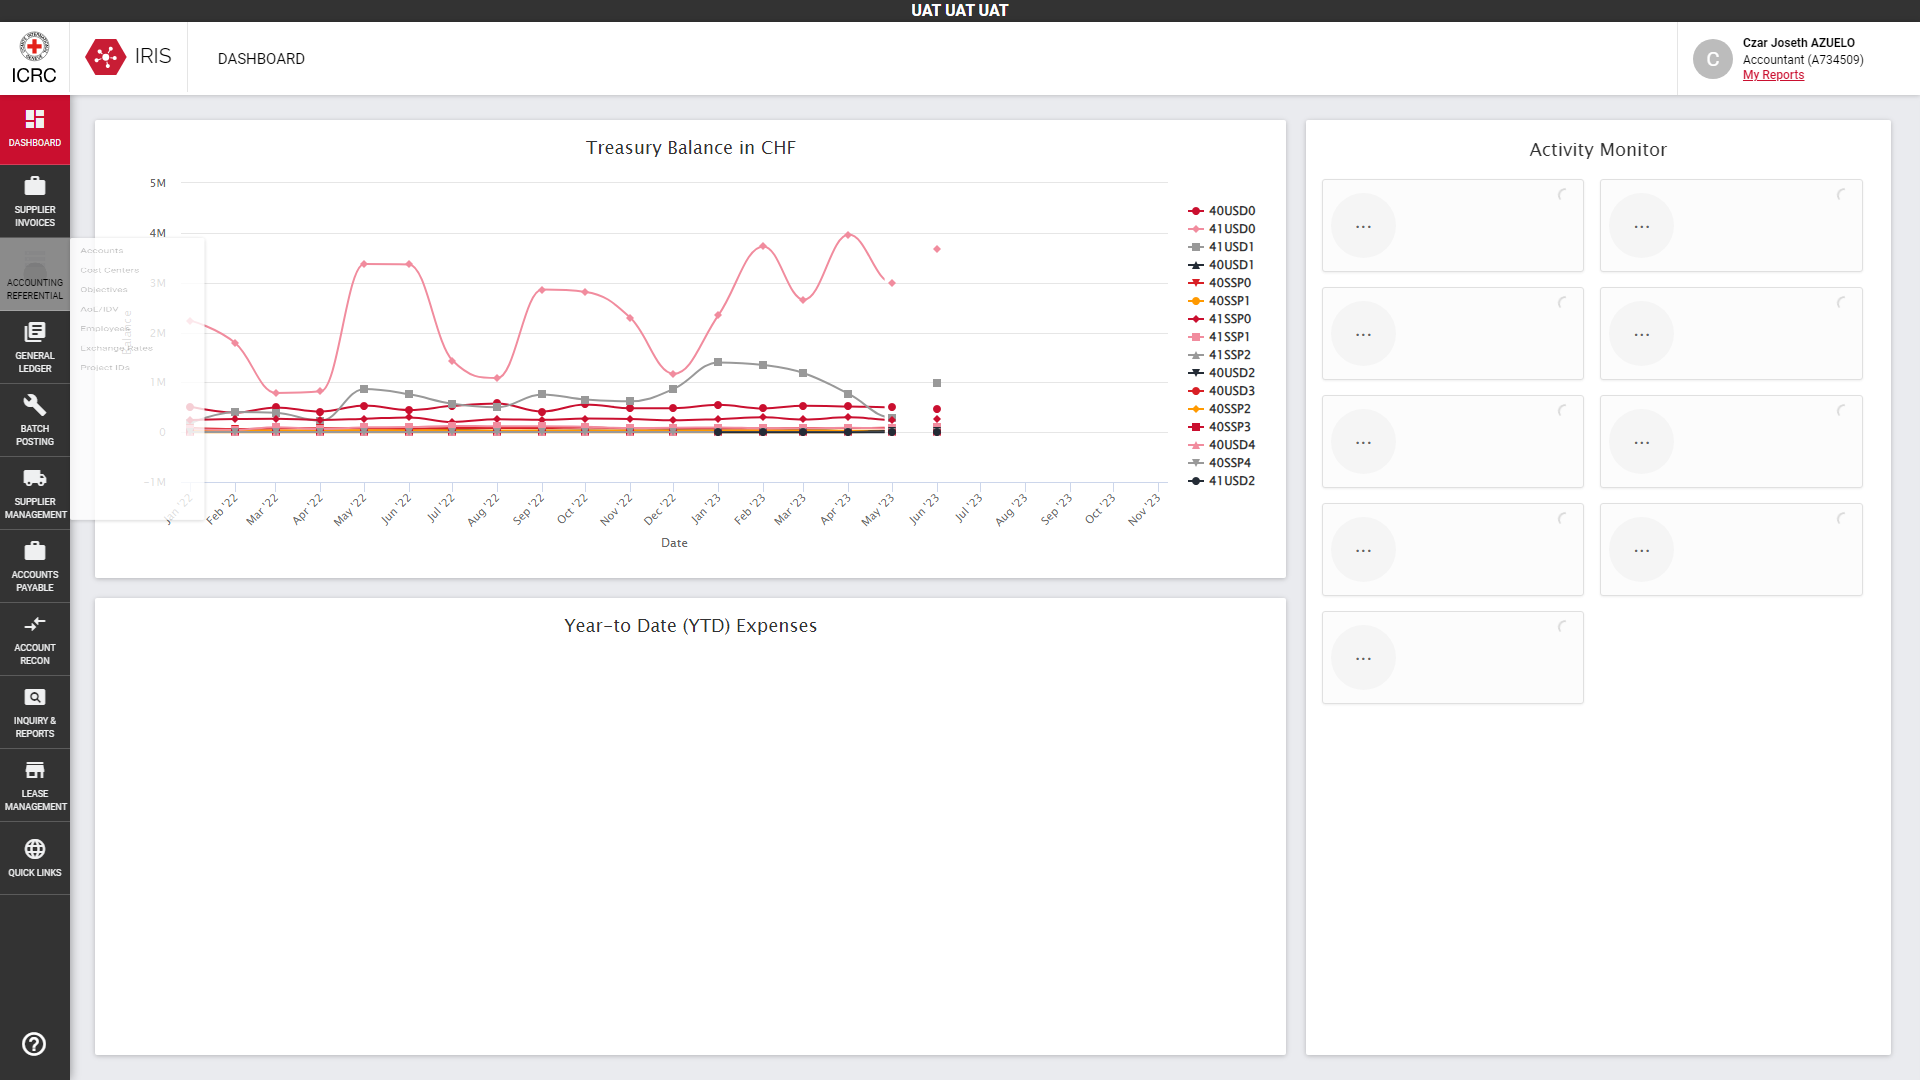 UAT UAT UAT
ICRC
IRIS
DASHBOARD
C
Czar Joseth AZUELO
Accountant (A734509)
My Reports
DASHBOARD
SUPPLIER
INVOICES
ACCOUNTING
REFERENTIAL
GENERAL
LEDGER
BATCH
POSTING
SUPPLIER
MANAGEMENT
ACCOUNTS
PAYABLE
ACCOUNT
RECON
INQUIRY &
REPORTS
LEASE
MANAGEMENT
QUICK LINKS
Accounts
Cost Centers
Objectives
AoL/IDV
Employees
Exchange Rates
Project IDs
Treasury Balance in CHF
5M
4M
3M
2M
1M
0
-1M
Balance
Jan '22
Feb '22
Mar '22
Apr '22
May '22
Jun '22
Jul '22
Aug '22
Sep '22
Oct '22
Nov '22
Dec '22
Jan '23
Feb '23
Mar '23
Apr '23
May '23
Jun '23
Jul '23
Aug '23
Sep '23
Oct '23
Nov '23
Date
40USD0
41USD0
41USD1
40USD1
40SSP0
40SSP1
41SSP0
41SSP1
41SSP2
40USD2
40USD3
40SSP2
40SSP3
40USD4
40SSP4
41USD2
Year-to Date (YTD) Expenses
Activity Monitor
...
...
...
...
...
...
...
...
...